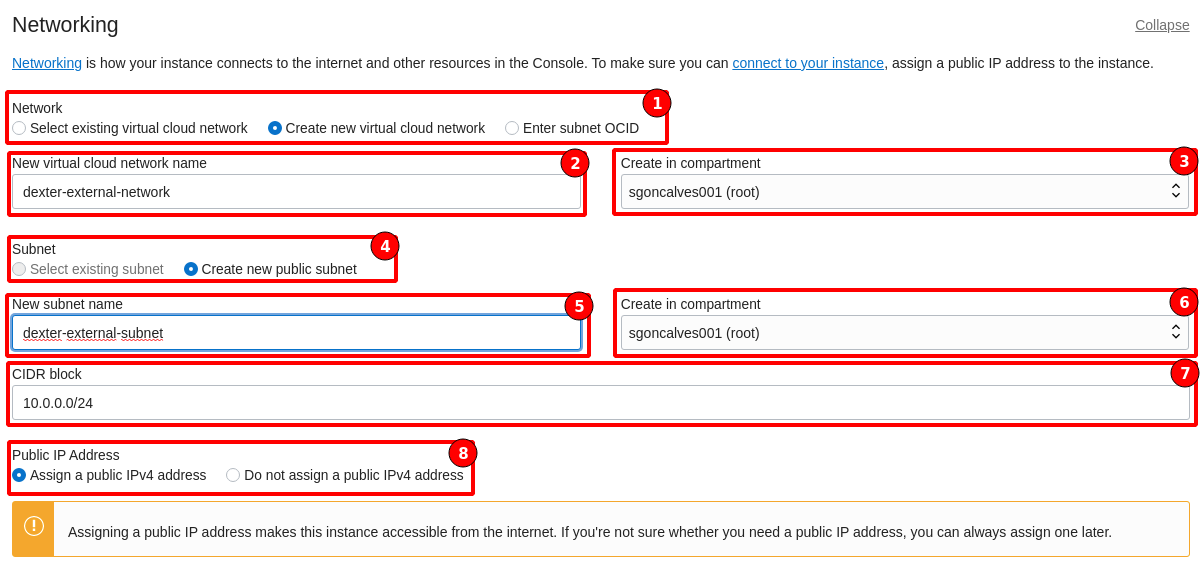 Networking
Collapse
Networking is how your instance connects to the internet and other resources in the Console. To make sure you can connect to your instance, assign a public IP address to the instance.
1
Network
Select existing virtual cloud network Create new virtual cloud network Enter subnet OCID
2
New virtual cloud network name
dexter-external-network
3
Create in compartment
sgoncalves001 (root)
4
Subnet
Select existing subnet Create new public subnet
5
New subnet name
dexter-external-subnet
6
Create in compartment
sgoncalves001 (root)
7
CIDR block
10.0.0.0/24
8
Public IP Address
Assign a public IPv4 address Do not assign a public IPv4 address
Assigning a public IP address makes this instance accessible from the internet. If you're not sure whether you need a public IP address, you can always assign one later.